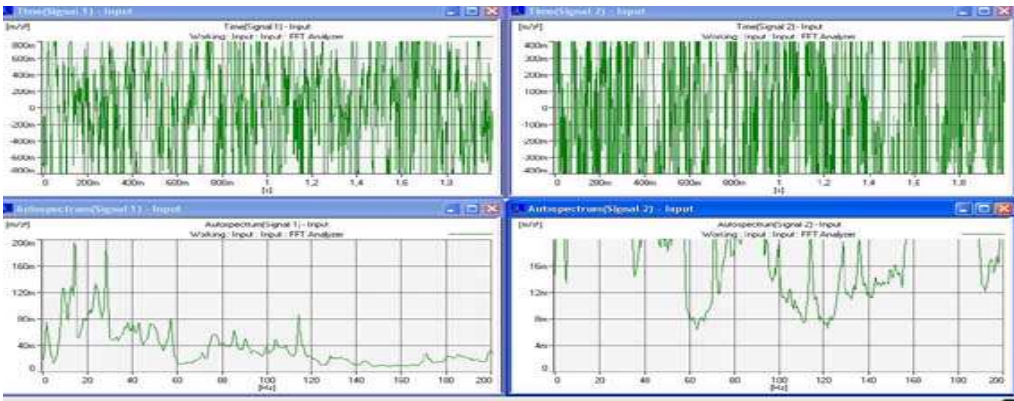 Time(Signal 1) - Input
[m/s²]
Time(Signal 1) - Input
Working : Input : Input : FFT Analyzer
800m
600m
400m
200m
0
-200m
-400m
-600m
-800m
0 200m 400m 600m 800m 1 1,2 1,4 1,6 1,8
[s]
Time(Signal 2) - Input
[m/s²]
Time(Signal 2) - Input
Working : Input : Input : FFT Analyzer
400m
300m
200m
100m
0
-100m
-200m
-300m
-400m
0 200m 400m 600m 800m 1 1,2 1,4 1,6 1,8
[s]
Autospectrum(Signal 1) - Input
[m/s²]
Autospectrum(Signal 1) - Input
Working : Input : Input : FFT Analyzer
200m
160m
120m
80m
40m
0
0 20 40 60 80 100 120 140 160 180 200
[Hz]
Autospectrum(Signal 2) - Input
[m/s²]
Autospectrum(Signal 2) - Input
Working : Input : Input : FFT Analyzer
16m
12m
8m
4m
0
0 20 40 60 80 100 120 140 160 180 200
[Hz]